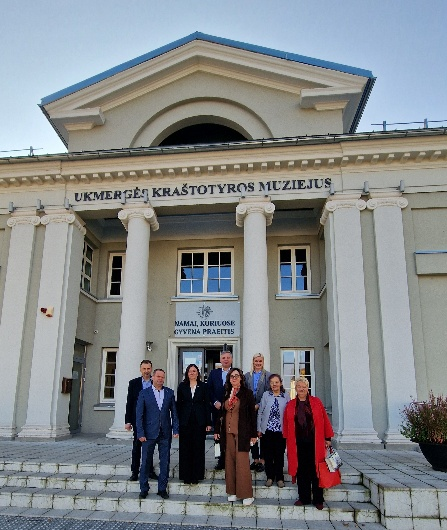 UKMERGĖS KRAŠTOTYROS MUZIEJUS
NAMAI, KURIUOSE
GYVENA PRAEITIS